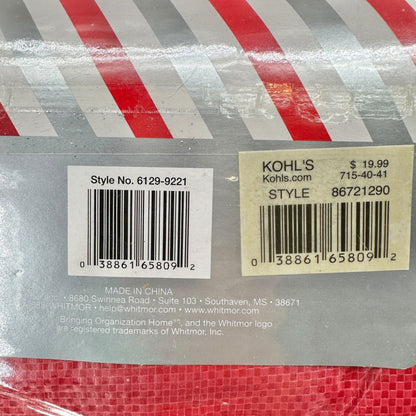 Style No. 6129-9221
0 38861 65809 2
KOHL'S $ 19.99
Kohls.com 715-40-41
STYLE 86721290
0 38861 65809 2
MADE IN CHINA
• 8680 Swinnea Road • Suite 103 • Southaven, MS • 38671
WHITMOR • help@whitmor.com • whitmor.com
Bringing Organization Home™, and the Whitmor logo
are registered trademarks of Whitmor, Inc.